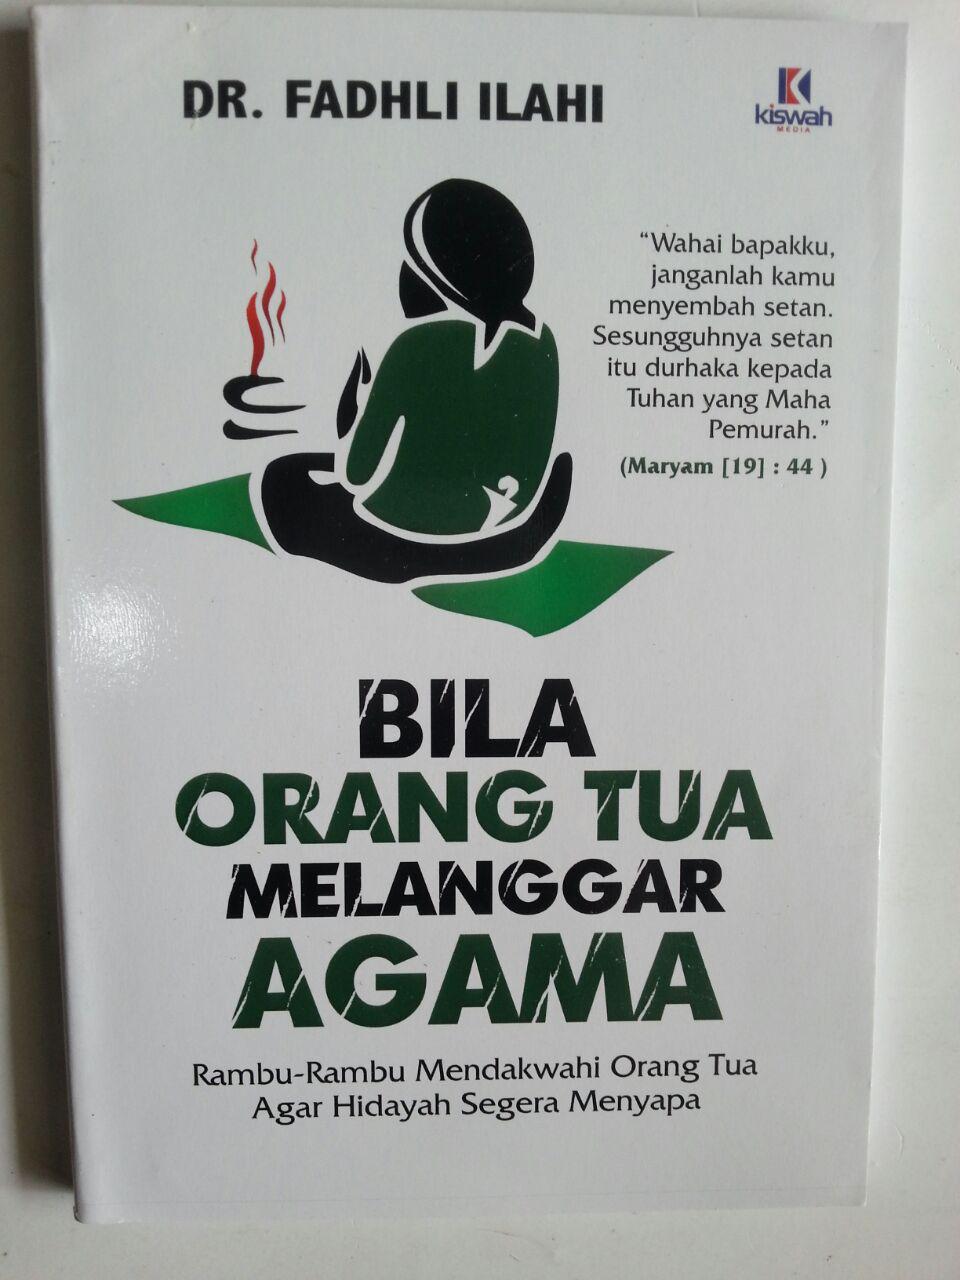 DR. FADHLI ILAHI
kiswah
MEDIA
“Wahai bapakku,
janganlah kamu
menyembah setan.
Sesungguhnya setan
itu durhaka kepada
Tuhan yang Maha
Pemurah.”
(Maryam [19] : 44 )
BILA
ORANG TUA
MELANGGAR
AGAMA
Rambu-Rambu Mendakwahi Orang Tua
Agar Hidayah Segera Menyapa